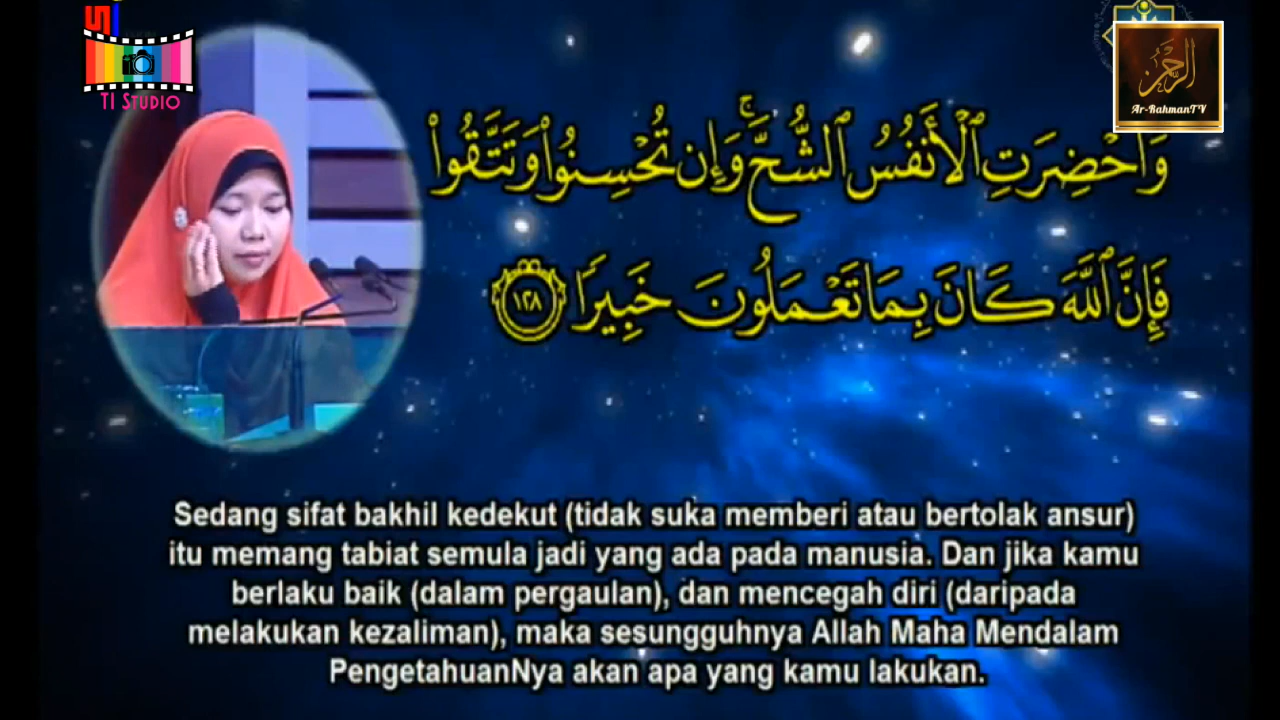 TI STUDIO
الرحمن
Ar-RahmanTV
وَأُحْضِرَتِ ٱلْأَنفُسُ ٱلشُّحَّ ۚ وَإِن تُحْسِنُوا۟ وَتَتَّقُوا۟
فَإِنَّ ٱللَّهَ كَانَ بِمَا تَعْمَلُونَ خَبِيرًا ١٢٨
Sedang sifat bakhil kedekut (tidak suka memberi atau bertolak ansur)
itu memang tabiat semula jadi yang ada pada manusia. Dan jika kamu
berlaku baik (dalam pergaulan), dan mencegah diri (daripada
melakukan kezaliman), maka sesungguhnya Allah Maha Mendalam
PengetahuanNya akan apa yang kamu lakukan.